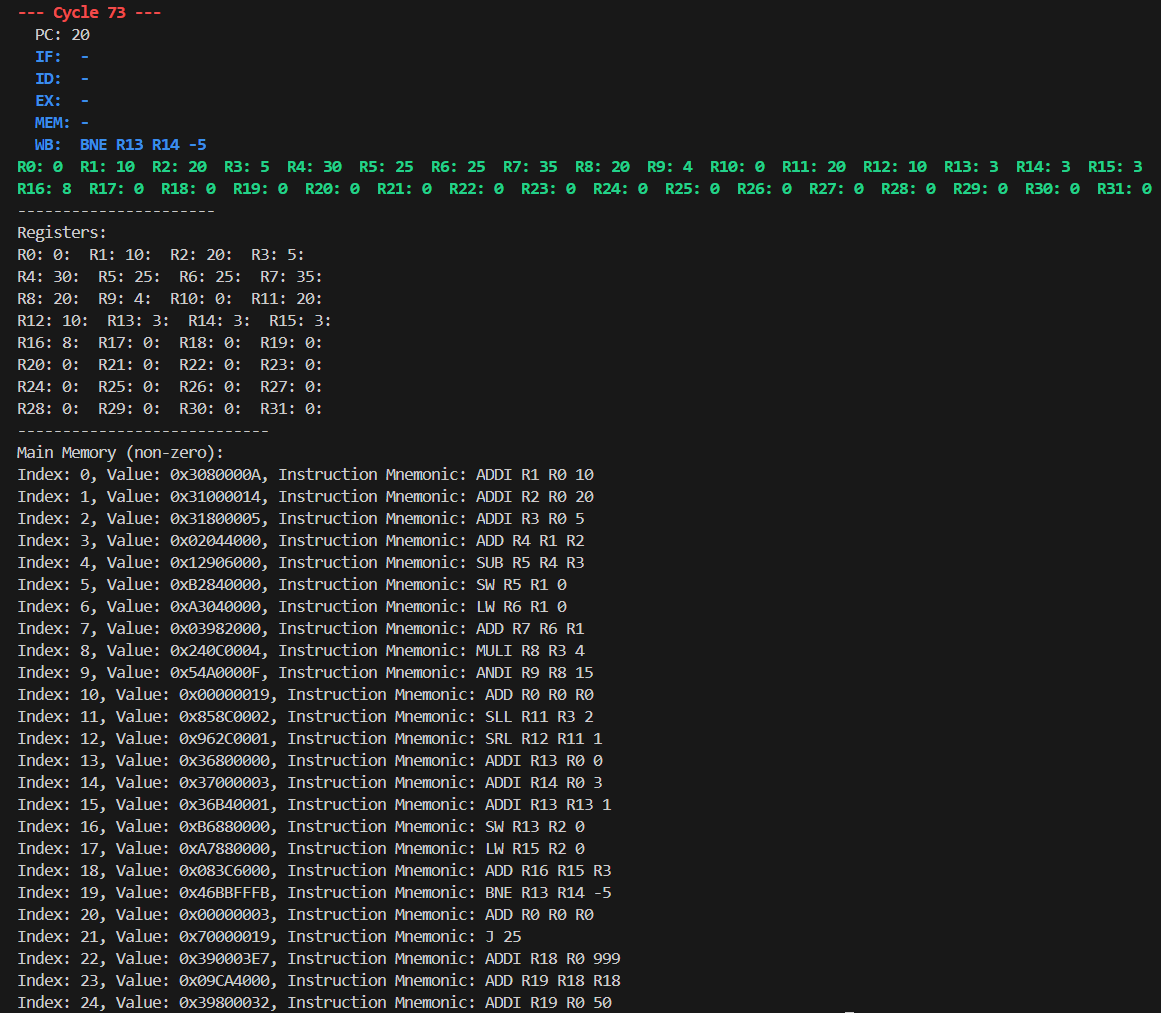 --- Cycle 73 ---
PC: 20
IF: -
ID: -
EX: -
MEM: -
WB: BNE R13 R14 -5
R0: 0 R1: 10 R2: 20 R3: 5 R4: 30 R5: 25 R6: 25 R7: 35 R8: 20 R9: 4 R10: 0 R11: 20 R12: 10 R13: 3 R14: 3 R15: 3
R16: 8 R17: 0 R18: 0 R19: 0 R20: 0 R21: 0 R22: 0 R23: 0 R24: 0 R25: 0 R26: 0 R27: 0 R28: 0 R29: 0 R30: 0 R31: 0
----------------------
Registers:
R0: 0: R1: 10: R2: 20: R3: 5:
R4: 30: R5: 25: R6: 25: R7: 35:
R8: 20: R9: 4: R10: 0: R11: 20:
R12: 10: R13: 3: R14: 3: R15: 3:
R16: 8: R17: 0: R18: 0: R19: 0:
R20: 0: R21: 0: R22: 0: R23: 0:
R24: 0: R25: 0: R26: 0: R27: 0:
R28: 0: R29: 0: R30: 0: R31: 0:
----------------------------
Main Memory (non-zero):
Index: 0, Value: 0x3080000A, Instruction Mnemonic: ADDI R1 R0 10
Index: 1, Value: 0x31000014, Instruction Mnemonic: ADDI R2 R0 20
Index: 2, Value: 0x31800005, Instruction Mnemonic: ADDI R3 R0 5
Index: 3, Value: 0x02044000, Instruction Mnemonic: ADD R4 R1 R2
Index: 4, Value: 0x12906000, Instruction Mnemonic: SUB R5 R4 R3
Index: 5, Value: 0xB2840000, Instruction Mnemonic: SW R5 R1 0
Index: 6, Value: 0xA3040000, Instruction Mnemonic: LW R6 R1 0
Index: 7, Value: 0x03982000, Instruction Mnemonic: ADD R7 R6 R1
Index: 8, Value: 0x240C0004, Instruction Mnemonic: MULI R8 R3 4
Index: 9, Value: 0x54A0000F, Instruction Mnemonic: ANDI R9 R8 15
Index: 10, Value: 0x00000019, Instruction Mnemonic: ADD R0 R0 R0
Index: 11, Value: 0x858C0002, Instruction Mnemonic: SLL R11 R3 2
Index: 12, Value: 0x962C0001, Instruction Mnemonic: SRL R12 R11 1
Index: 13, Value: 0x36800000, Instruction Mnemonic: ADDI R13 R0 0
Index: 14, Value: 0x37000003, Instruction Mnemonic: ADDI R14 R0 3
Index: 15, Value: 0x36B40001, Instruction Mnemonic: ADDI R13 R13 1
Index: 16, Value: 0xB6880000, Instruction Mnemonic: SW R13 R2 0
Index: 17, Value: 0xA7880000, Instruction Mnemonic: LW R15 R2 0
Index: 18, Value: 0x083C6000, Instruction Mnemonic: ADD R16 R15 R3
Index: 19, Value: 0x46BBFFFB, Instruction Mnemonic: BNE R13 R14 -5
Index: 20, Value: 0x00000003, Instruction Mnemonic: ADD R0 R0 R0
Index: 21, Value: 0x70000019, Instruction Mnemonic: J 25
Index: 22, Value: 0x390003E7, Instruction Mnemonic: ADDI R18 R0 999
Index: 23, Value: 0x09CA4000, Instruction Mnemonic: ADD R19 R18 R18
Index: 24, Value: 0x39800032, Instruction Mnemonic: ADDI R19 R0 50